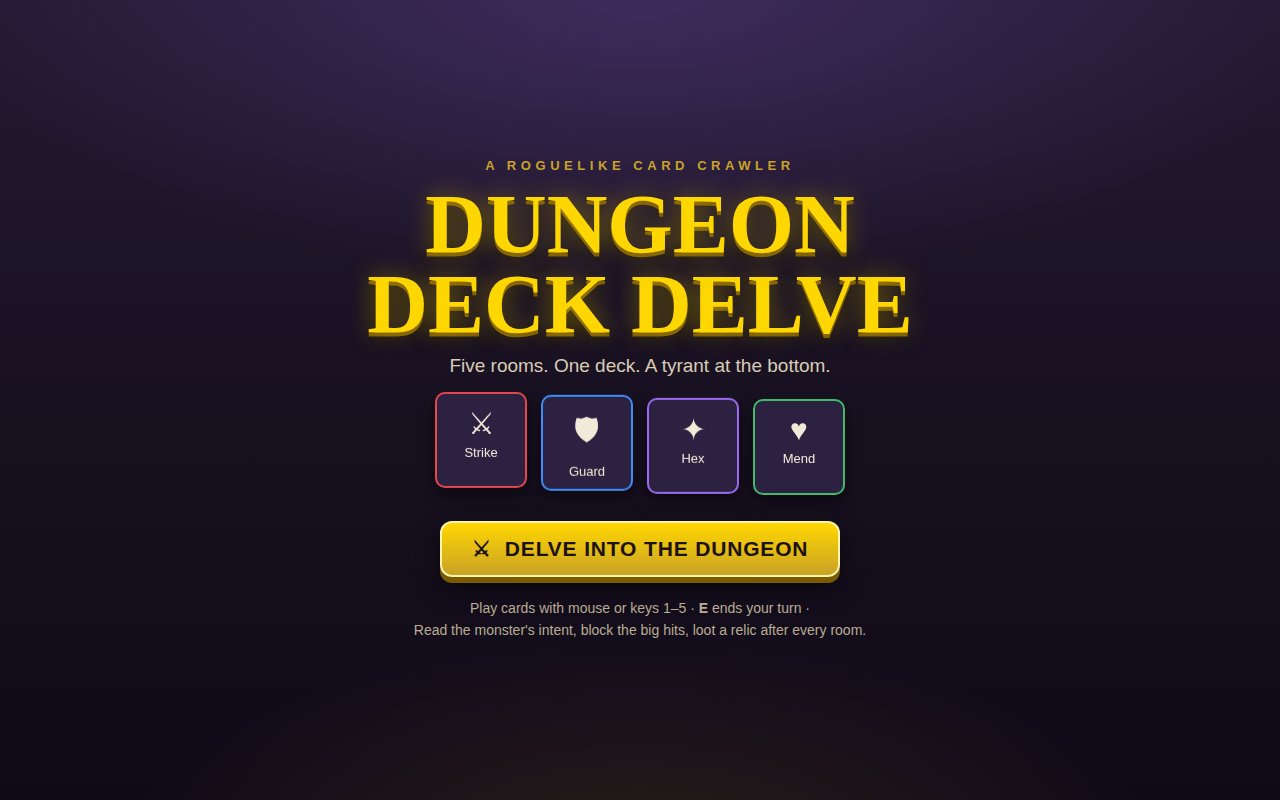 A ROGUELIKE CARD CRAWLER
DUNGEON
DECK DELVE
Five rooms. One deck. A tyrant at the bottom.
Strike
Guard
Hex
Mend
DELVE INTO THE DUNGEON
Play cards with mouse or keys 1–5 · E ends your turn ·
Read the monster's intent, block the big hits, loot a relic after every room.